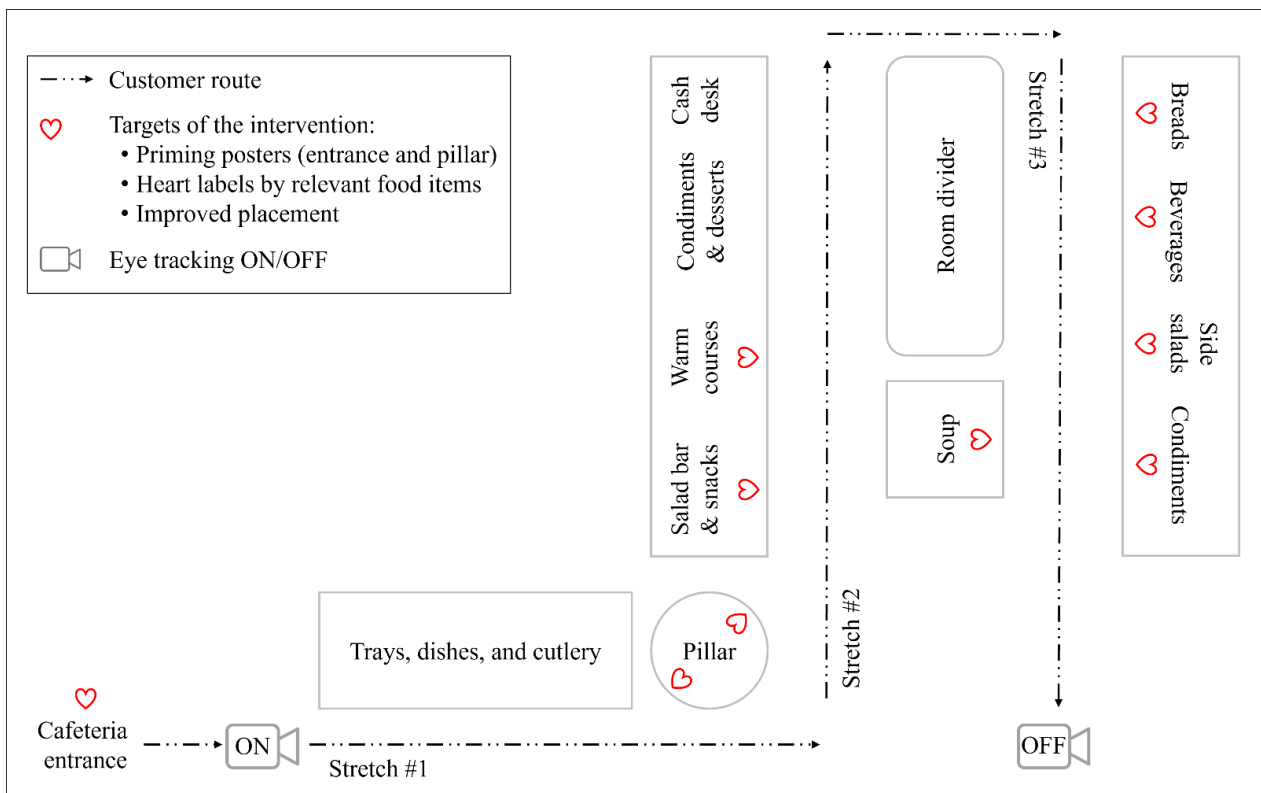 Customer route
Targets of the intervention:
• Priming posters (entrance and pillar)
• Heart labels by relevant food items
• Improved placement
Eye tracking ON/OFF
Cafeteria
entrance
ON
Stretch #1
Trays, dishes, and cutlery
Pillar
Stretch #2
Salad bar
& snacks
Warm
courses
Condiments
& desserts
Cash
desk
Soup
Room divider
Stretch #3
Breads
Beverages
Side
salads
Condiments
OFF